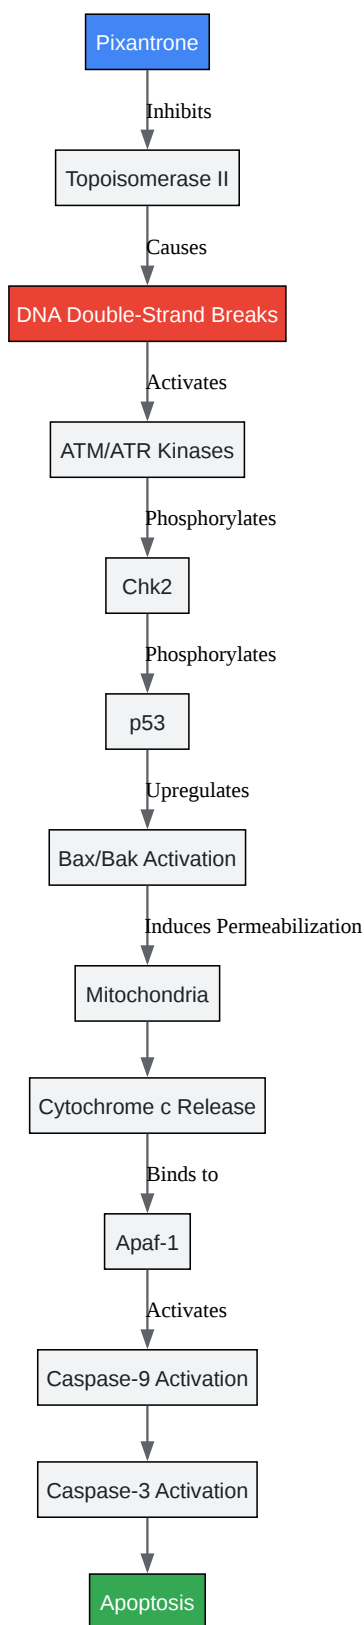 Pixantrone
Inhibits
Topoisomerase II
Causes
DNA Double-Strand Breaks
Activates
ATM/ATR Kinases
Phosphorylates
Chk2
Phosphorylates
p53
Upregulates
Bax/Bak Activation
Induces Permeabilization
Mitochondria
Cytochrome c Release
Binds to
Apaf-1
Activates
Caspase-9 Activation
Caspase-3 Activation
Apoptosis